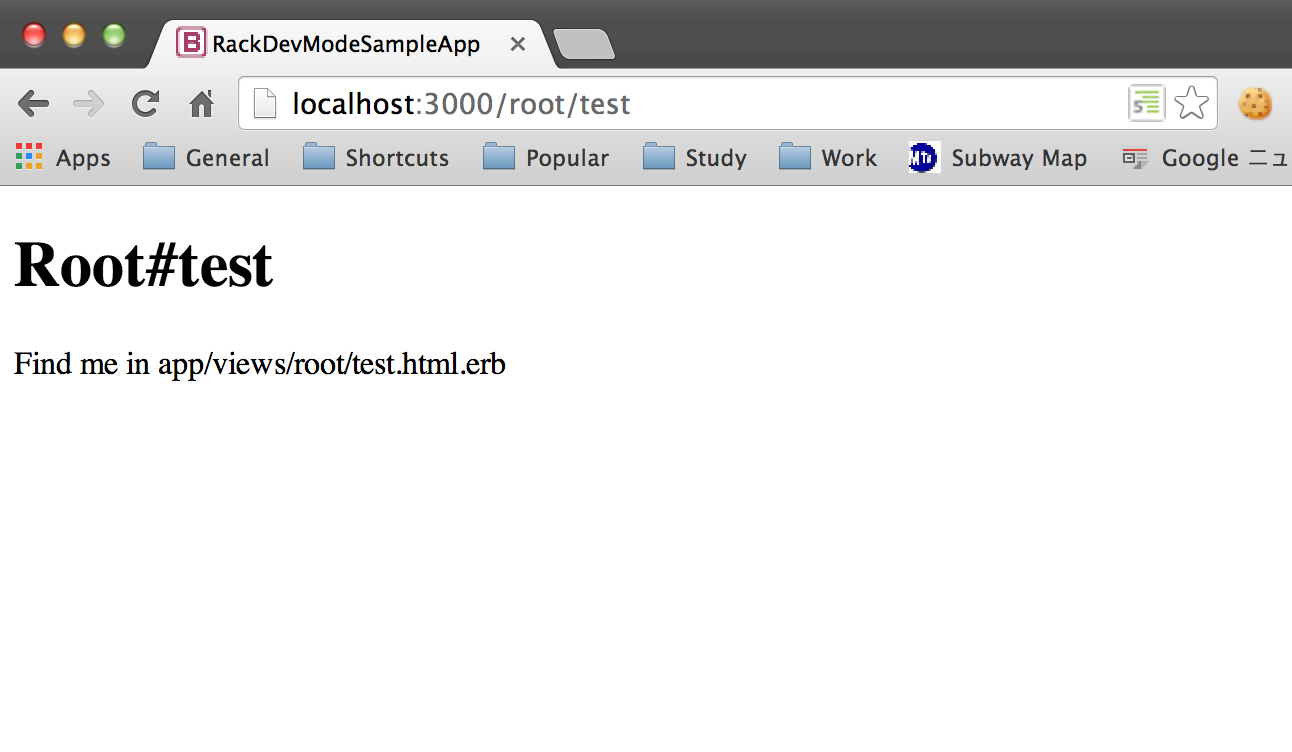 B RackDevModeSampleApp
localhost:3000/root/test
Apps General Shortcuts Popular Study Work MTA Subway Map Google ニュ
Root#test
Find me in app/views/root/test.html.erb